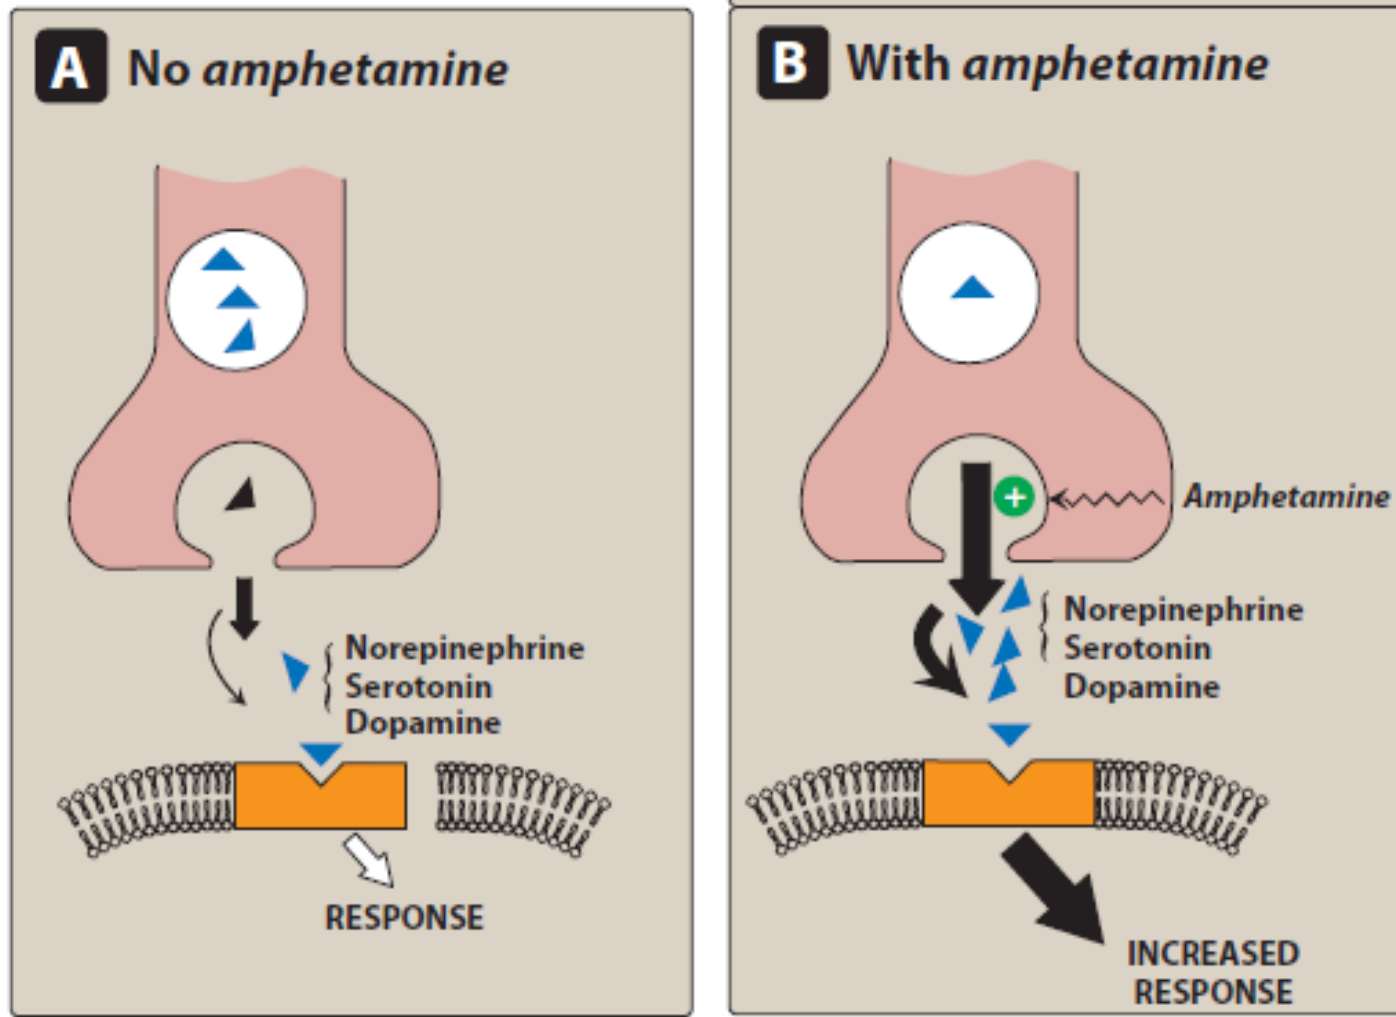 A No amphetamine
Norepinephrine
Serotonin
Dopamine
RESPONSE
B With amphetamine
+
Amphetamine
Norepinephrine
Serotonin
Dopamine
INCREASED
RESPONSE